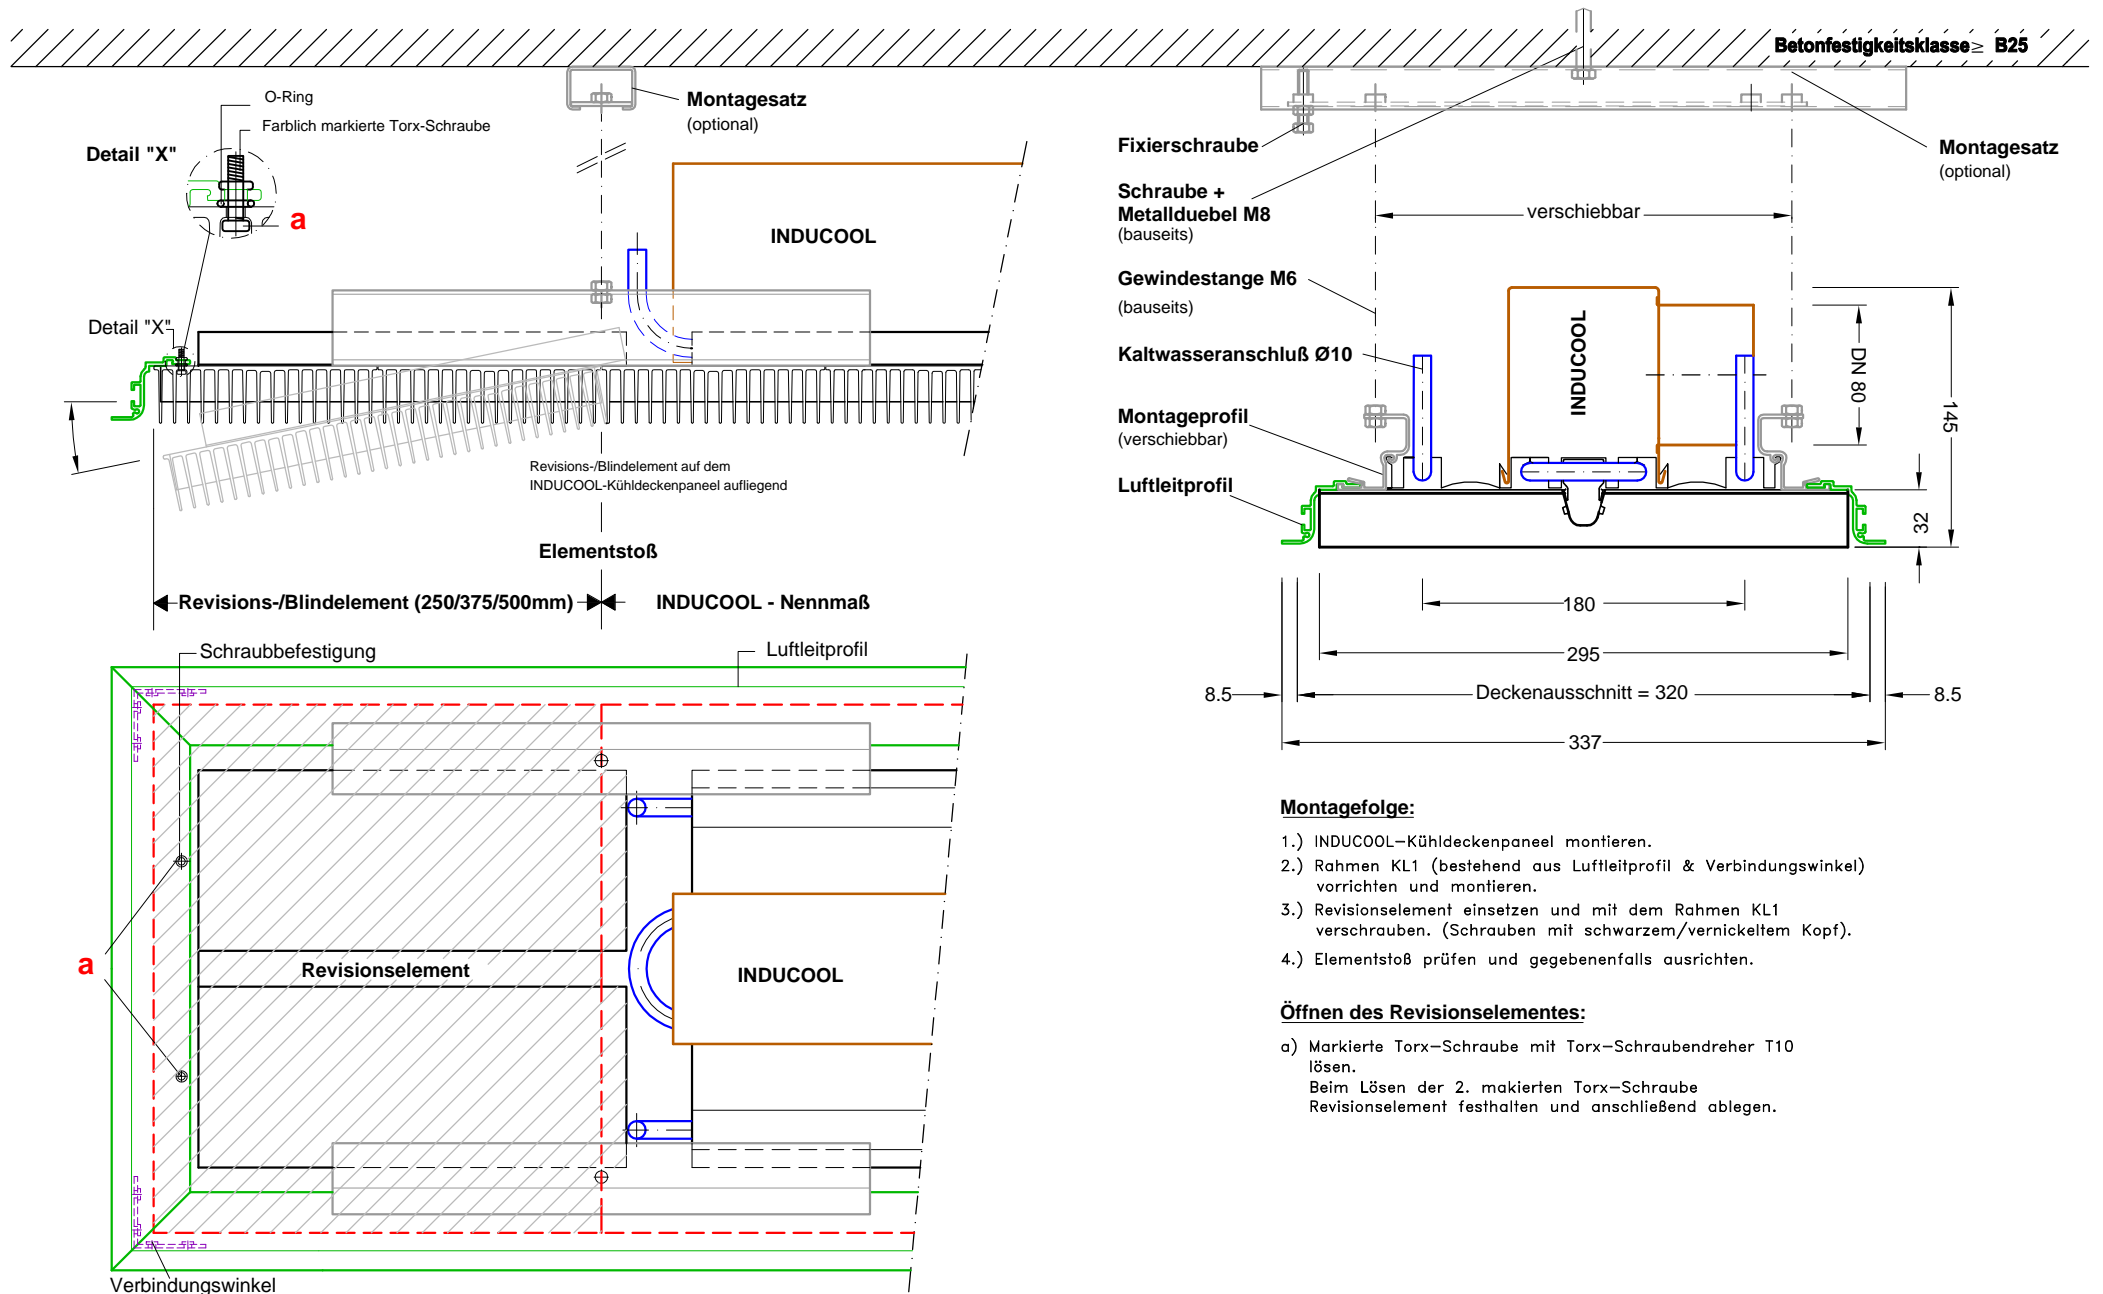 Betonfestigkeitsklasse ≥ B25
O-Ring
Farblich markierte Torx-Schraube
Detail "X"
a
Montagesatz
(optional)
INDUCOOL
Detail "X"
Revisions-/Blindelement auf dem
INDUCOOL-Kühldeckenpaneel aufliegend
Elementstoß
Revisions-/Blindelement (250/375/500mm)
INDUCOOL - Nennmaß
Schraubbefestigung
Luftleitprofil
a
Revisionselement
INDUCOOL
Verbindungswinkel
Fixierschraube
Schraube +
Metallduebel M8
(bauseits)
Gewindestange M6
(bauseits)
Kaltwasseranschluß Ø10
Montageprofil
(verschiebbar)
Luftleitprofil
Montagesatz
(optional)
verschiebbar
INDUCOOL
DN 80
145
32
180
295
8.5
Deckenausschnitt = 320
8.5
337
Montagefolge:
1.) INDUCOOL-Kühldeckenpaneel montieren.
2.) Rahmen KL1 (bestehend aus Luftleitprofil & Verbindungswinkel)
vorrichten und montieren.
3.) Revisionselement einsetzen und mit dem Rahmen KL1
verschrauben. (Schrauben mit schwarzem/vernickeltem Kopf).
4.) Elementstoß prüfen und gegebenenfalls ausrichten.
Öffnen des Revisionselementes:
a) Markierte Torx-Schraube mit Torx-Schraubendreher T10
lösen.
Beim Lösen der 2. makierten Torx-Schraube
Revisionselement festhalten und anschließend ablegen.